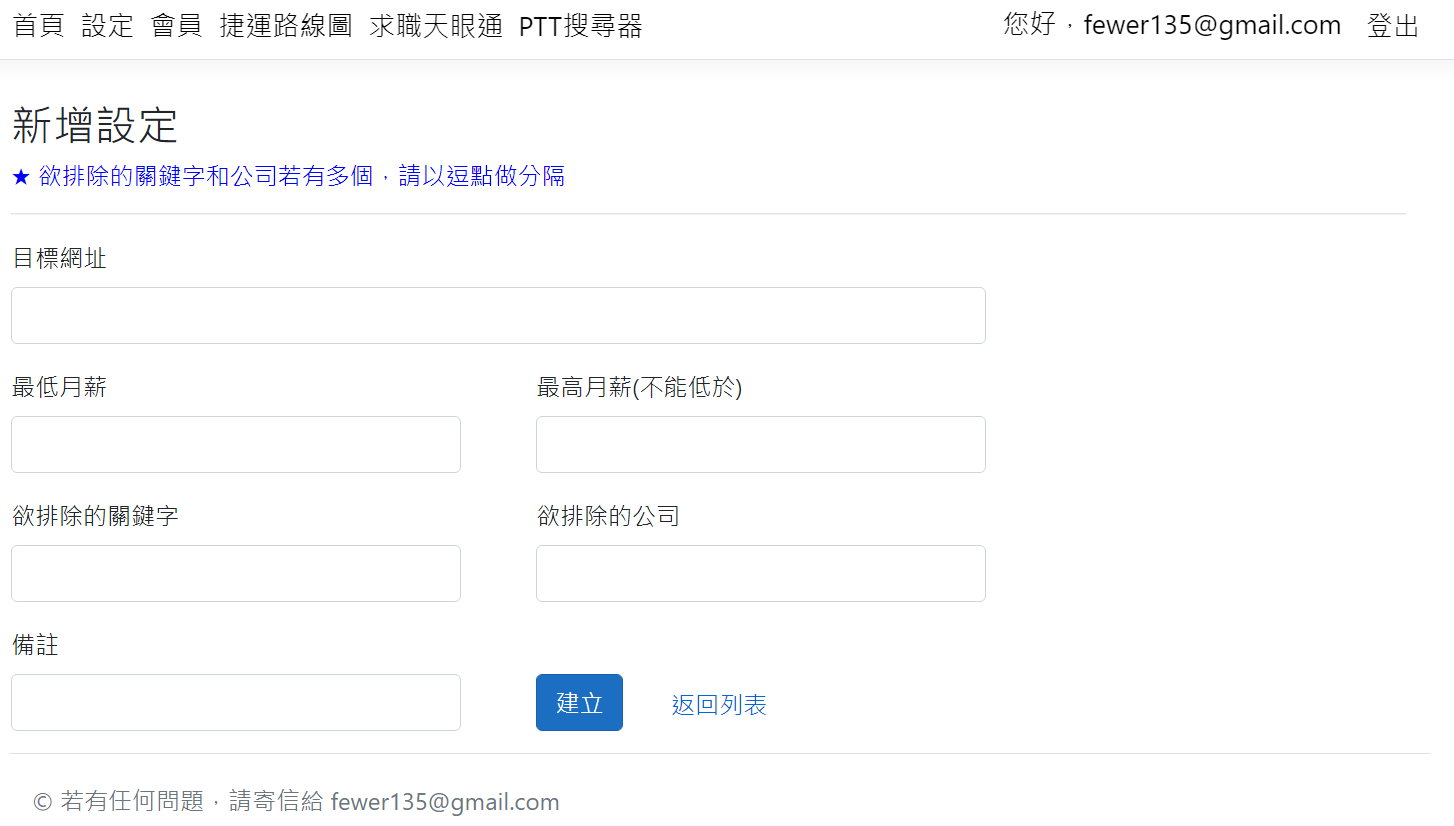 首頁 設定 會員 捷運路線圖 求職天眼通 PTT搜尋器 您好，fewer135@gmail.com 登出
新增設定
★ 欲排除的關鍵字和公司若有多個，請以逗點做分隔
目標網址
最低月薪 最高月薪(不能低於)
欲排除的關鍵字 欲排除的公司
備註
建立 返回列表
© 若有任何問題，請寄信給 fewer135@gmail.com